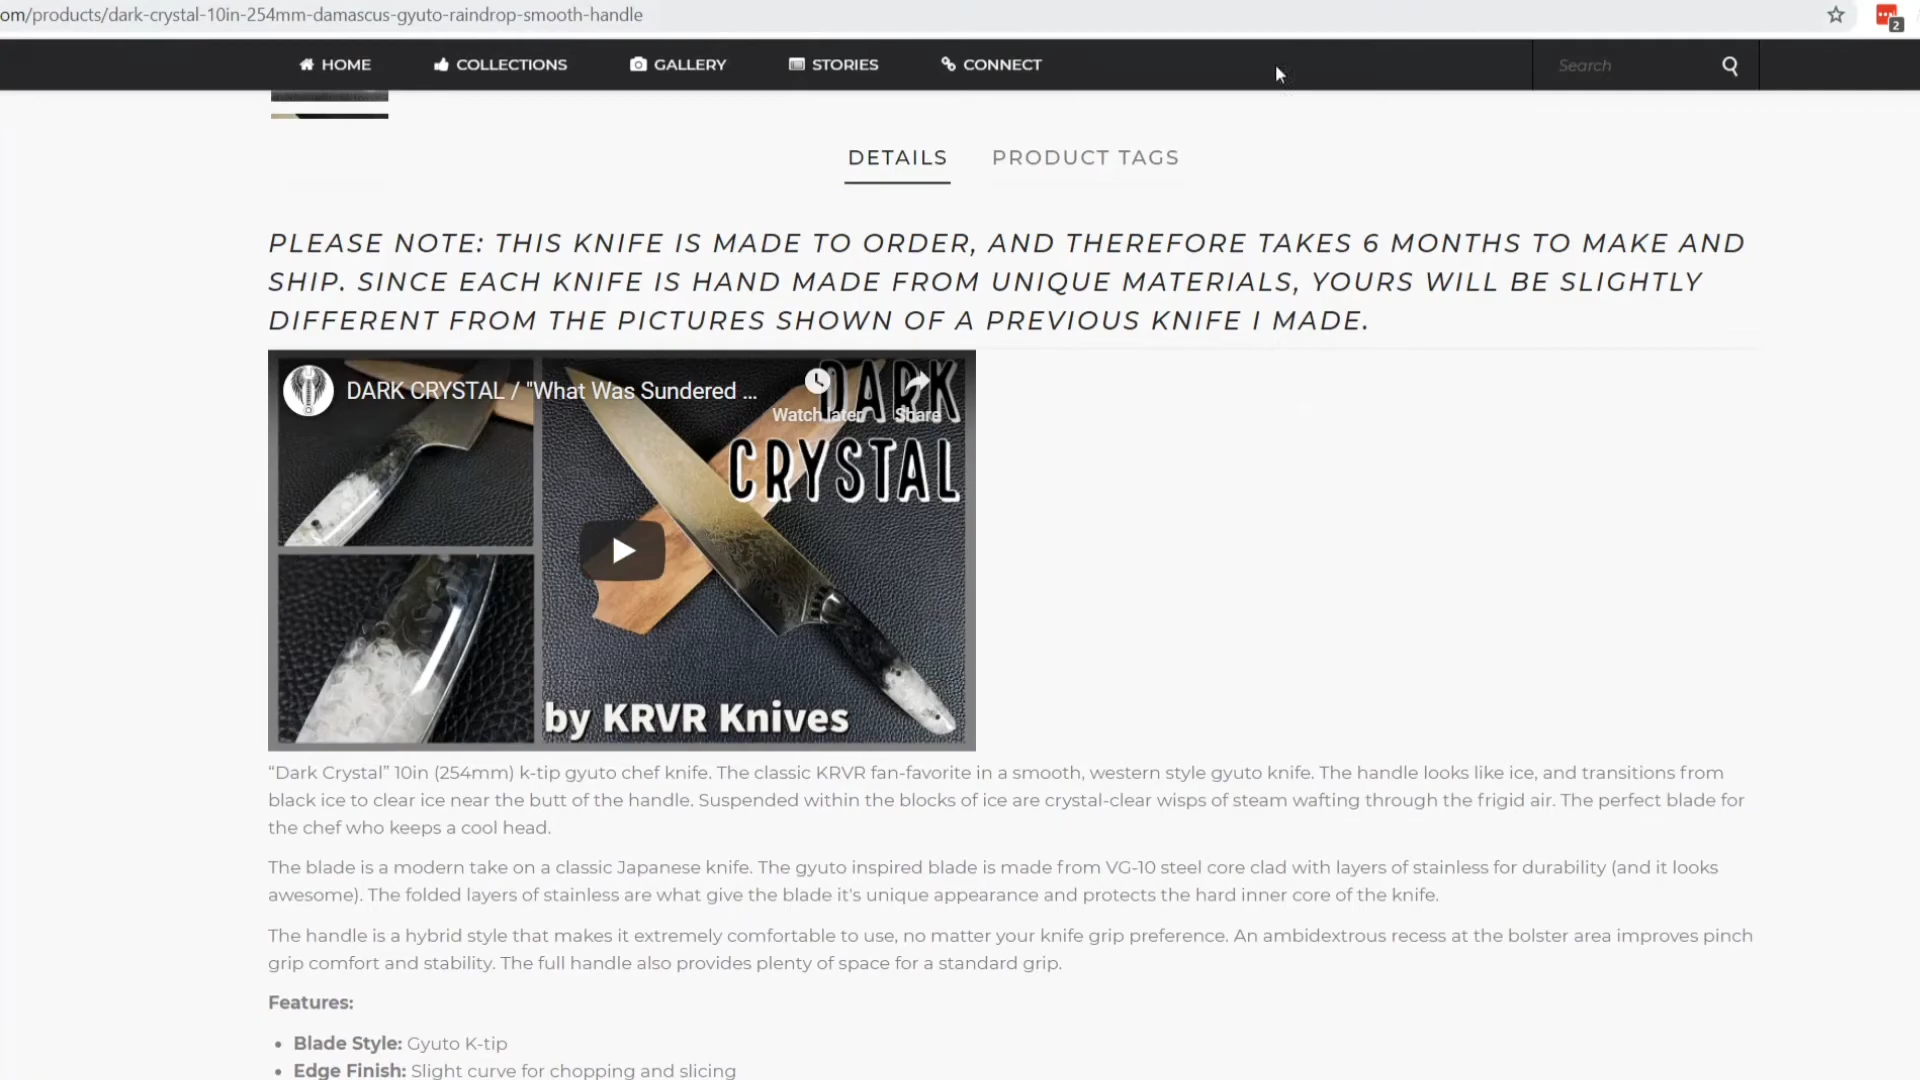 om/products/dark-crystal-10in-254mm-damascus-gyuto-raindrop-smooth-handle
2
HOME COLLECTIONS GALLERY STORIES CONNECT Search
DETAILS PRODUCT TAGS
PLEASE NOTE: THIS KNIFE IS MADE TO ORDER, AND THEREFORE TAKES 6 MONTHS TO MAKE AND
SHIP. SINCE EACH KNIFE IS HAND MADE FROM UNIQUE MATERIALS, YOURS WILL BE SLIGHTLY
DIFFERENT FROM THE PICTURES SHOWN OF A PREVIOUS KNIFE I MADE.
DARK CRYSTAL / "What Was Sundered ...
Watch later Share
DARK
CRYSTAL
by KRVR Knives
“Dark Crystal” 10in (254mm) k-tip gyuto chef knife. The classic KRVR fan-favorite in a smooth, western style gyuto knife. The handle looks like ice, and transitions from
black ice to clear ice near the butt of the handle. Suspended within the blocks of ice are crystal-clear wisps of steam wafting through the frigid air. The perfect blade for
the chef who keeps a cool head.
The blade is a modern take on a classic Japanese knife. The gyuto inspired blade is made from VG-10 steel core clad with layers of stainless for durability (and it looks
awesome). The folded layers of stainless are what give the blade it's unique appearance and protects the hard inner core of the knife.
The handle is a hybrid style that makes it extremely comfortable to use, no matter your knife grip preference. An ambidextrous recess at the bolster area improves pinch
grip comfort and stability. The full handle also provides plenty of space for a standard grip.
Features:
• Blade Style: Gyuto K-tip
• Edge Finish: Slight curve for chopping and slicing